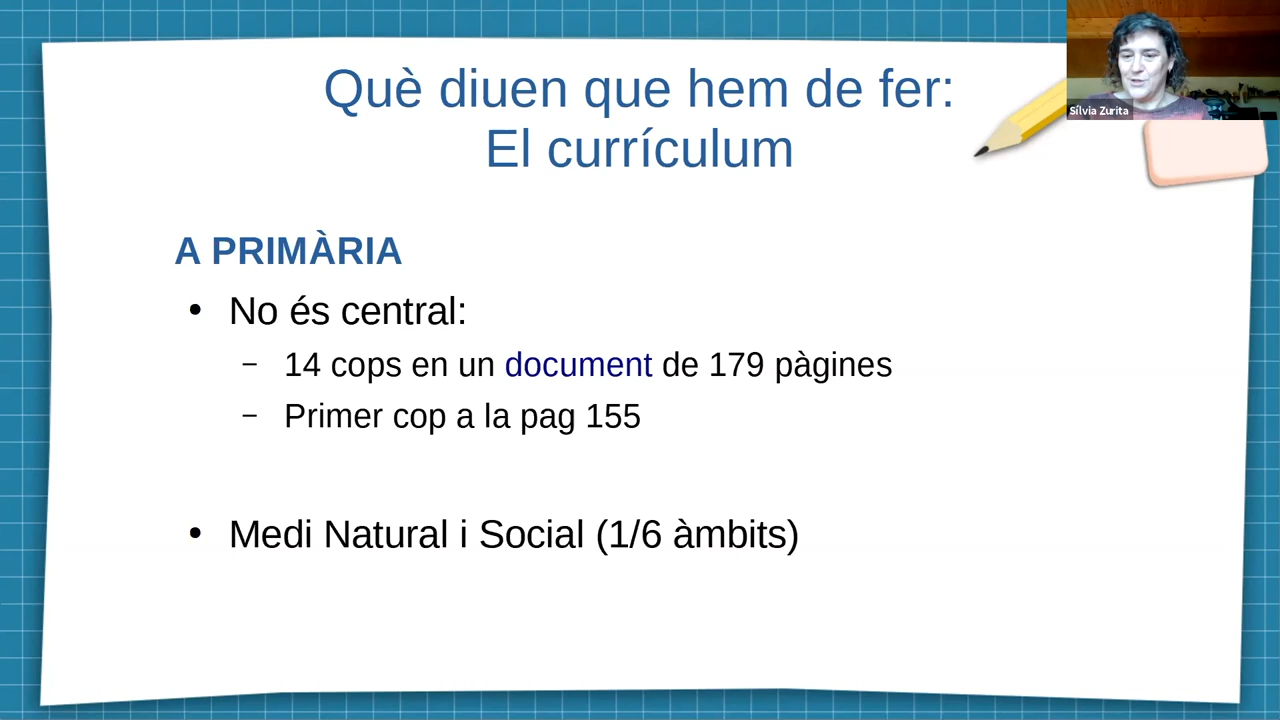 Què diuen que hem de fer:
El currículum
Sílvia Zurita
A PRIMÀRIA
• No és central:
– 14 cops en un document de 179 pàgines
– Primer cop a la pag 155
• Medi Natural i Social (1/6 àmbits)